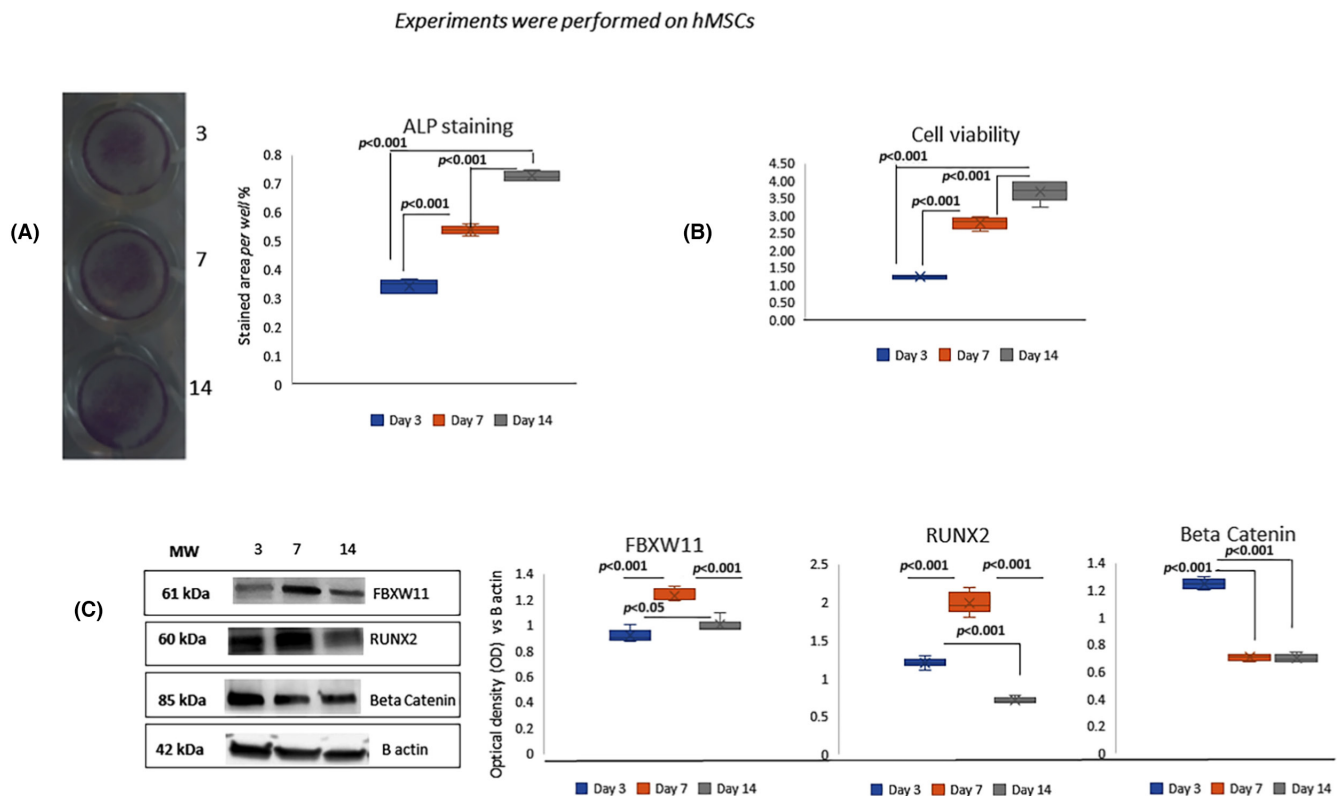 Experiments were performed on hMSCs
(A)
3
7
14
ALP staining
Stained area per well %
0.8
0.7
0.6
0.5
0.4
0.3
0.2
0.1
0
p<0.001
p<0.001
p<0.001
Day 3 Day 7 Day 14
(B)
Cell viability
4.50
4.00
3.50
3.00
2.50
2.00
1.50
1.00
0.50
0.00
p<0.001
p<0.001
p<0.001
Day 3 Day 7 Day 14
(C)
MW 3 7 14
61 kDa FBXW11
60 kDa RUNX2
85 kDa Beta Catenin
42 kDa B actin
FBXW11
Optical density (OD) vs B actin
1.4
1.2
1
0.8
0.6
0.4
0.2
0
p<0.001 p<0.001
p<0.05
Day 3 Day 7 Day 14
RUNX2
2.5
2
1.5
1
0.5
0
p<0.001 p<0.001
p<0.001
Day 3 Day 7 Day 14
Beta Catenin
1.4
1.2
1
0.8
0.6
0.4
0.2
0
p<0.001
p<0.001
Day 3 Day 7 Day 14